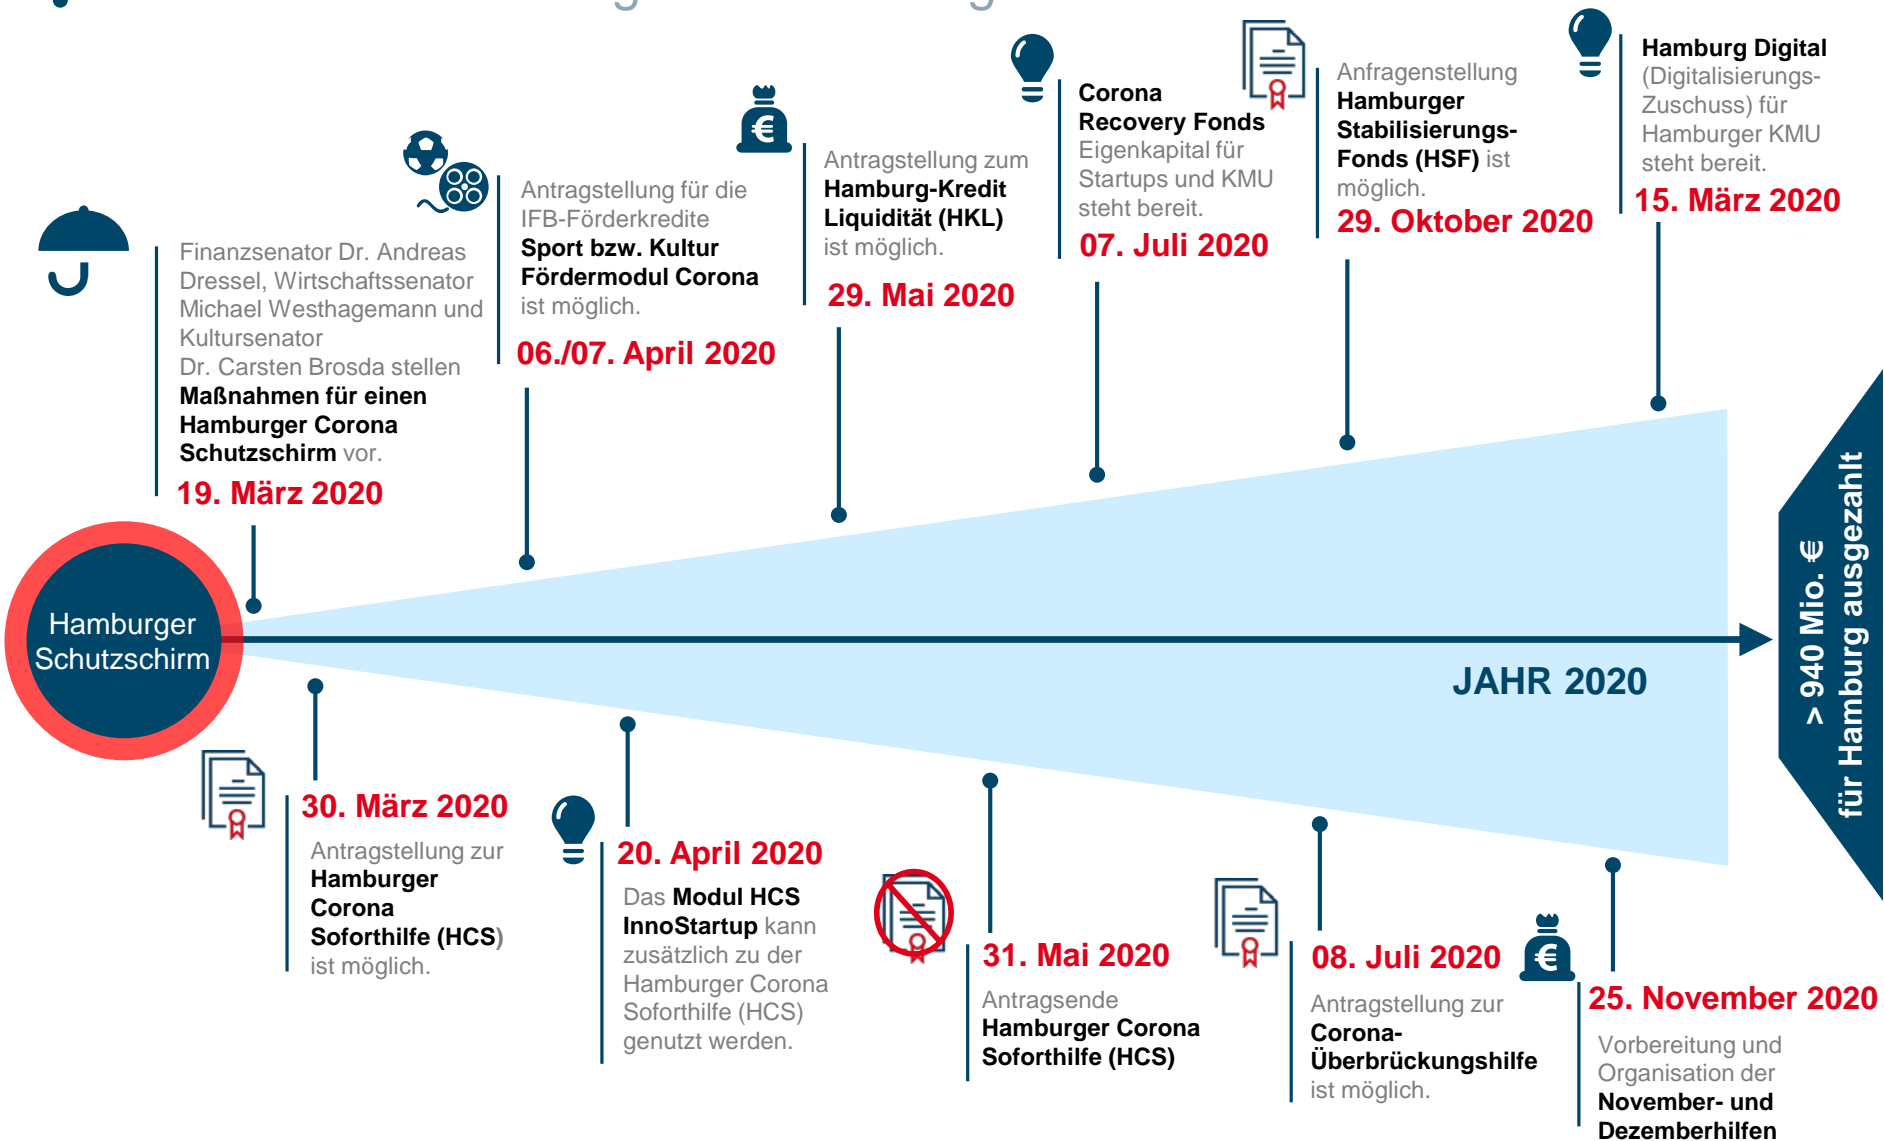 Finanzsenator Dr. Andreas
Dressel, Wirtschaftssenator
Michael Westhagemann und
Kultursenator
Dr. Carsten Brosda stellen
Maßnahmen für einen
Hamburger Corona
Schutzschirm vor.
19. März 2020
Antragstellung für die
IFB-Förderkredite
Sport bzw. Kultur
Fördermodul Corona
ist möglich.
06./07. April 2020
€
Antragstellung zum
Hamburg-Kredit
Liquidität (HKL)
ist möglich.
29. Mai 2020
Corona
Recovery Fonds
Eigenkapital für
Startups und KMU
steht bereit.
07. Juli 2020
Anfragenstellung
Hamburger
Stabilisierungs-
Fonds (HSF) ist
möglich.
29. Oktober 2020
Hamburg Digital
(Digitalisierungs-
Zuschuss) für
Hamburger KMU
steht bereit.
15. März 2020
Hamburger
Schutzschirm
JAHR 2020
> 940 Mio. €
für Hamburg ausgezahlt
30. März 2020
Antragstellung zur
Hamburger
Corona
Soforthilfe (HCS)
ist möglich.
20. April 2020
Das Modul HCS
InnoStartup kann
zusätzlich zu der
Hamburger Corona
Soforthilfe (HCS)
genutzt werden.
31. Mai 2020
Antragsende
Hamburger Corona
Soforthilfe (HCS)
08. Juli 2020
Antragstellung zur
Corona-
Überbrückungshilfe
ist möglich.
€
25. November 2020
Vorbereitung und
Organisation der
November- und
Dezemberhilfen